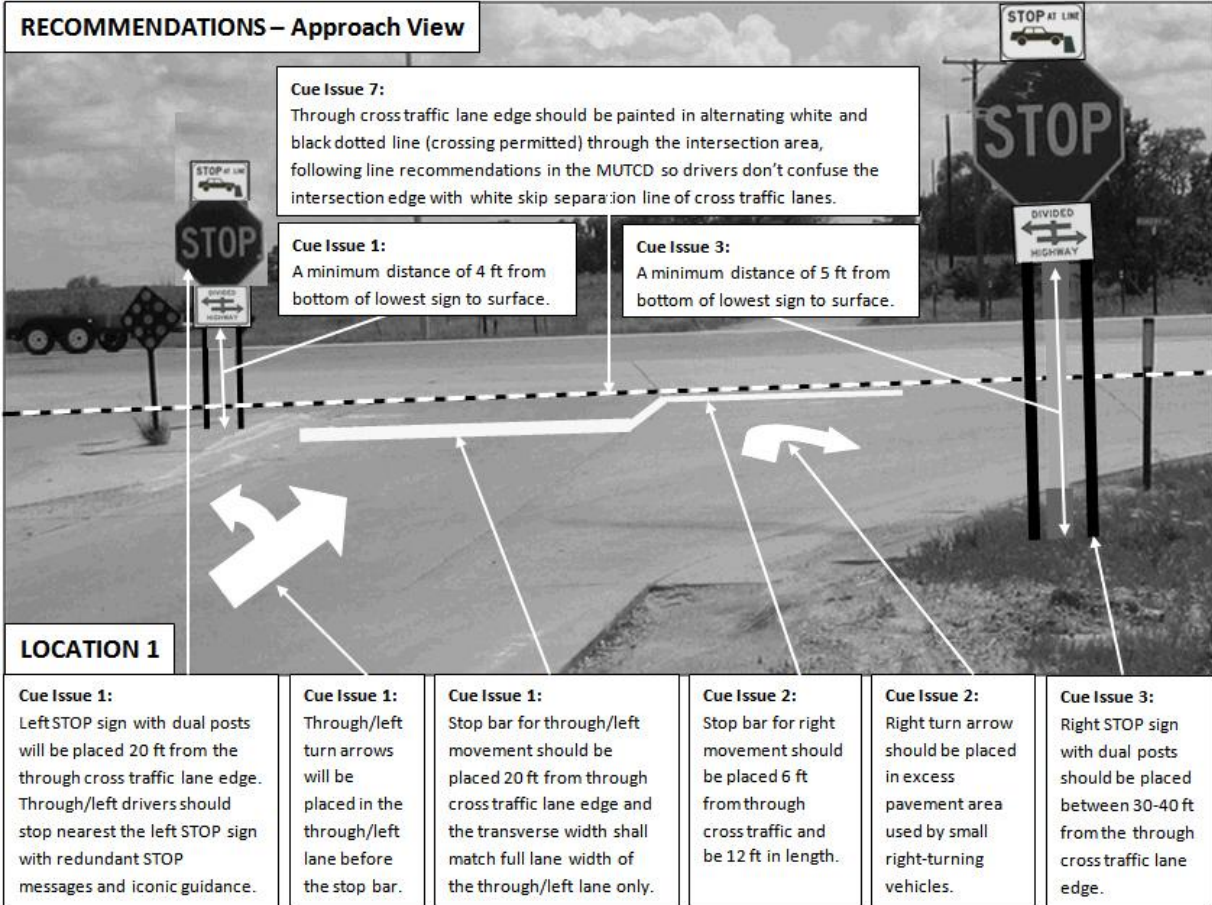 RECOMMENDATIONS – Approach View
STOP AT LINE
STOP
DIVIDED
HIGHWAY
Cue Issue 7:
Through cross traffic lane edge should be painted in alternating white and
black dotted line (crossing permitted) through the intersection area,
following line recommendations in the MUTCD so drivers don't confuse the
intersection edge with white skip separation line of cross traffic lanes.
STOP AT LINE
STOP
DIVIDED
HIGHWAY
Cue Issue 1:
A minimum distance of 4 ft from
bottom of lowest sign to surface.
Cue Issue 3:
A minimum distance of 5 ft from
bottom of lowest sign to surface.
LOCATION 1
Cue Issue 1:
Left STOP sign with dual posts
will be placed 20 ft from the
through cross traffic lane edge.
Through/left drivers should
stop nearest the left STOP sign
with redundant STOP
messages and iconic guidance.
Cue Issue 1:
Through/left
turn arrows
will be
placed in the
through/left
lane before
the stop bar.
Cue Issue 1:
Stop bar for through/left
movement should be
placed 20 ft from through
cross traffic lane edge and
the transverse width shall
match full lane width of
the through/left lane only.
Cue Issue 2:
Stop bar for right
movement should
be placed 6 ft
from through
cross traffic and
be 12 ft in length.
Cue Issue 2:
Right turn arrow
should be placed
in excess
pavement area
used by small
right-turning
vehicles.
Cue Issue 3:
Right STOP sign
with dual posts
should be placed
between 30-40 ft
from the through
cross traffic lane
edge.